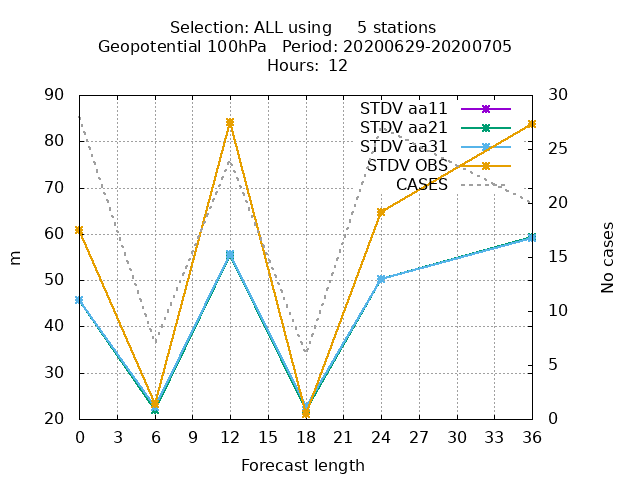 Selection: ALL using     5 stations
Geopotential 100hPa   Period: 20200629-20200705
Hours:  12
90
80
70
60
50
40
30
20
m
30
25
20
15
10
5
0
No cases
STDV aa11
STDV aa21
STDV aa31
STDV OBS
CASES
0 3 6 9 12 15 18 21 24 27 30 33 36
Forecast length